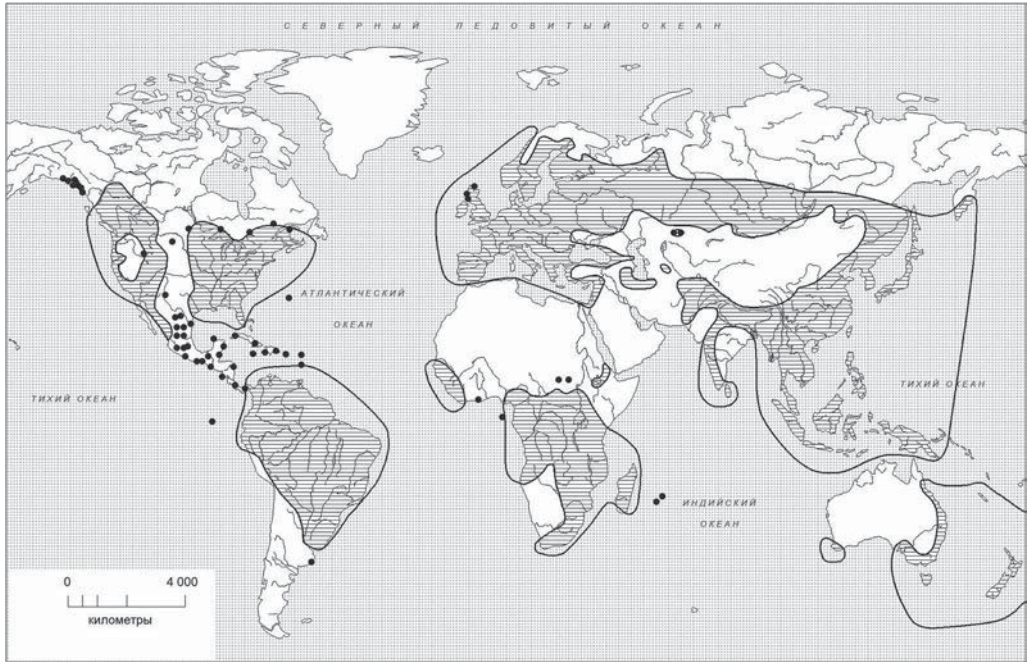 СЕВЕРНЫЙ ЛЕДОВИТЫЙ ОКЕАН
АТЛАНТИЧЕСКИЙ
ОКЕАН
ТИХИЙ ОКЕАН
ТИХИЙ ОКЕАН
ИНДИЙСКИЙ
ОКЕАН
0 4 000
километры